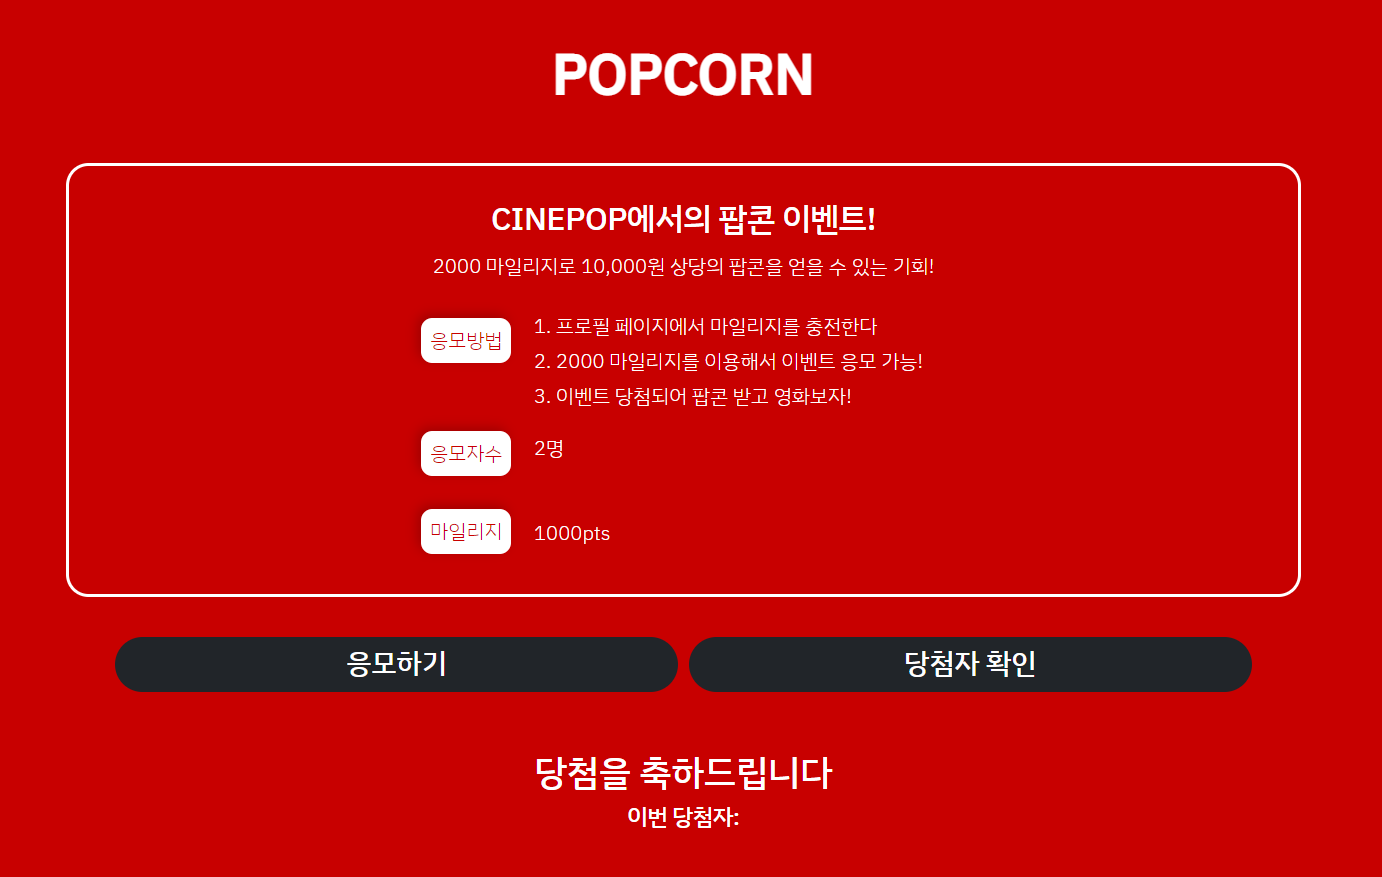 POPCORN
CINEPOP에서의 팝콘 이벤트!
2000 마일리지로 10,000원 상당의 팝콘을 얻을 수 있는 기회!
응모방법
1. 프로필 페이지에서 마일리지를 충전한다
2. 2000 마일리지를 이용해서 이벤트 응모 가능!
3. 이벤트 당첨되어 팝콘 받고 영화보자!
응모자수
2명
마일리지
1000pts
응모하기
당첨자 확인
당첨을 축하드립니다
이번 당첨자: